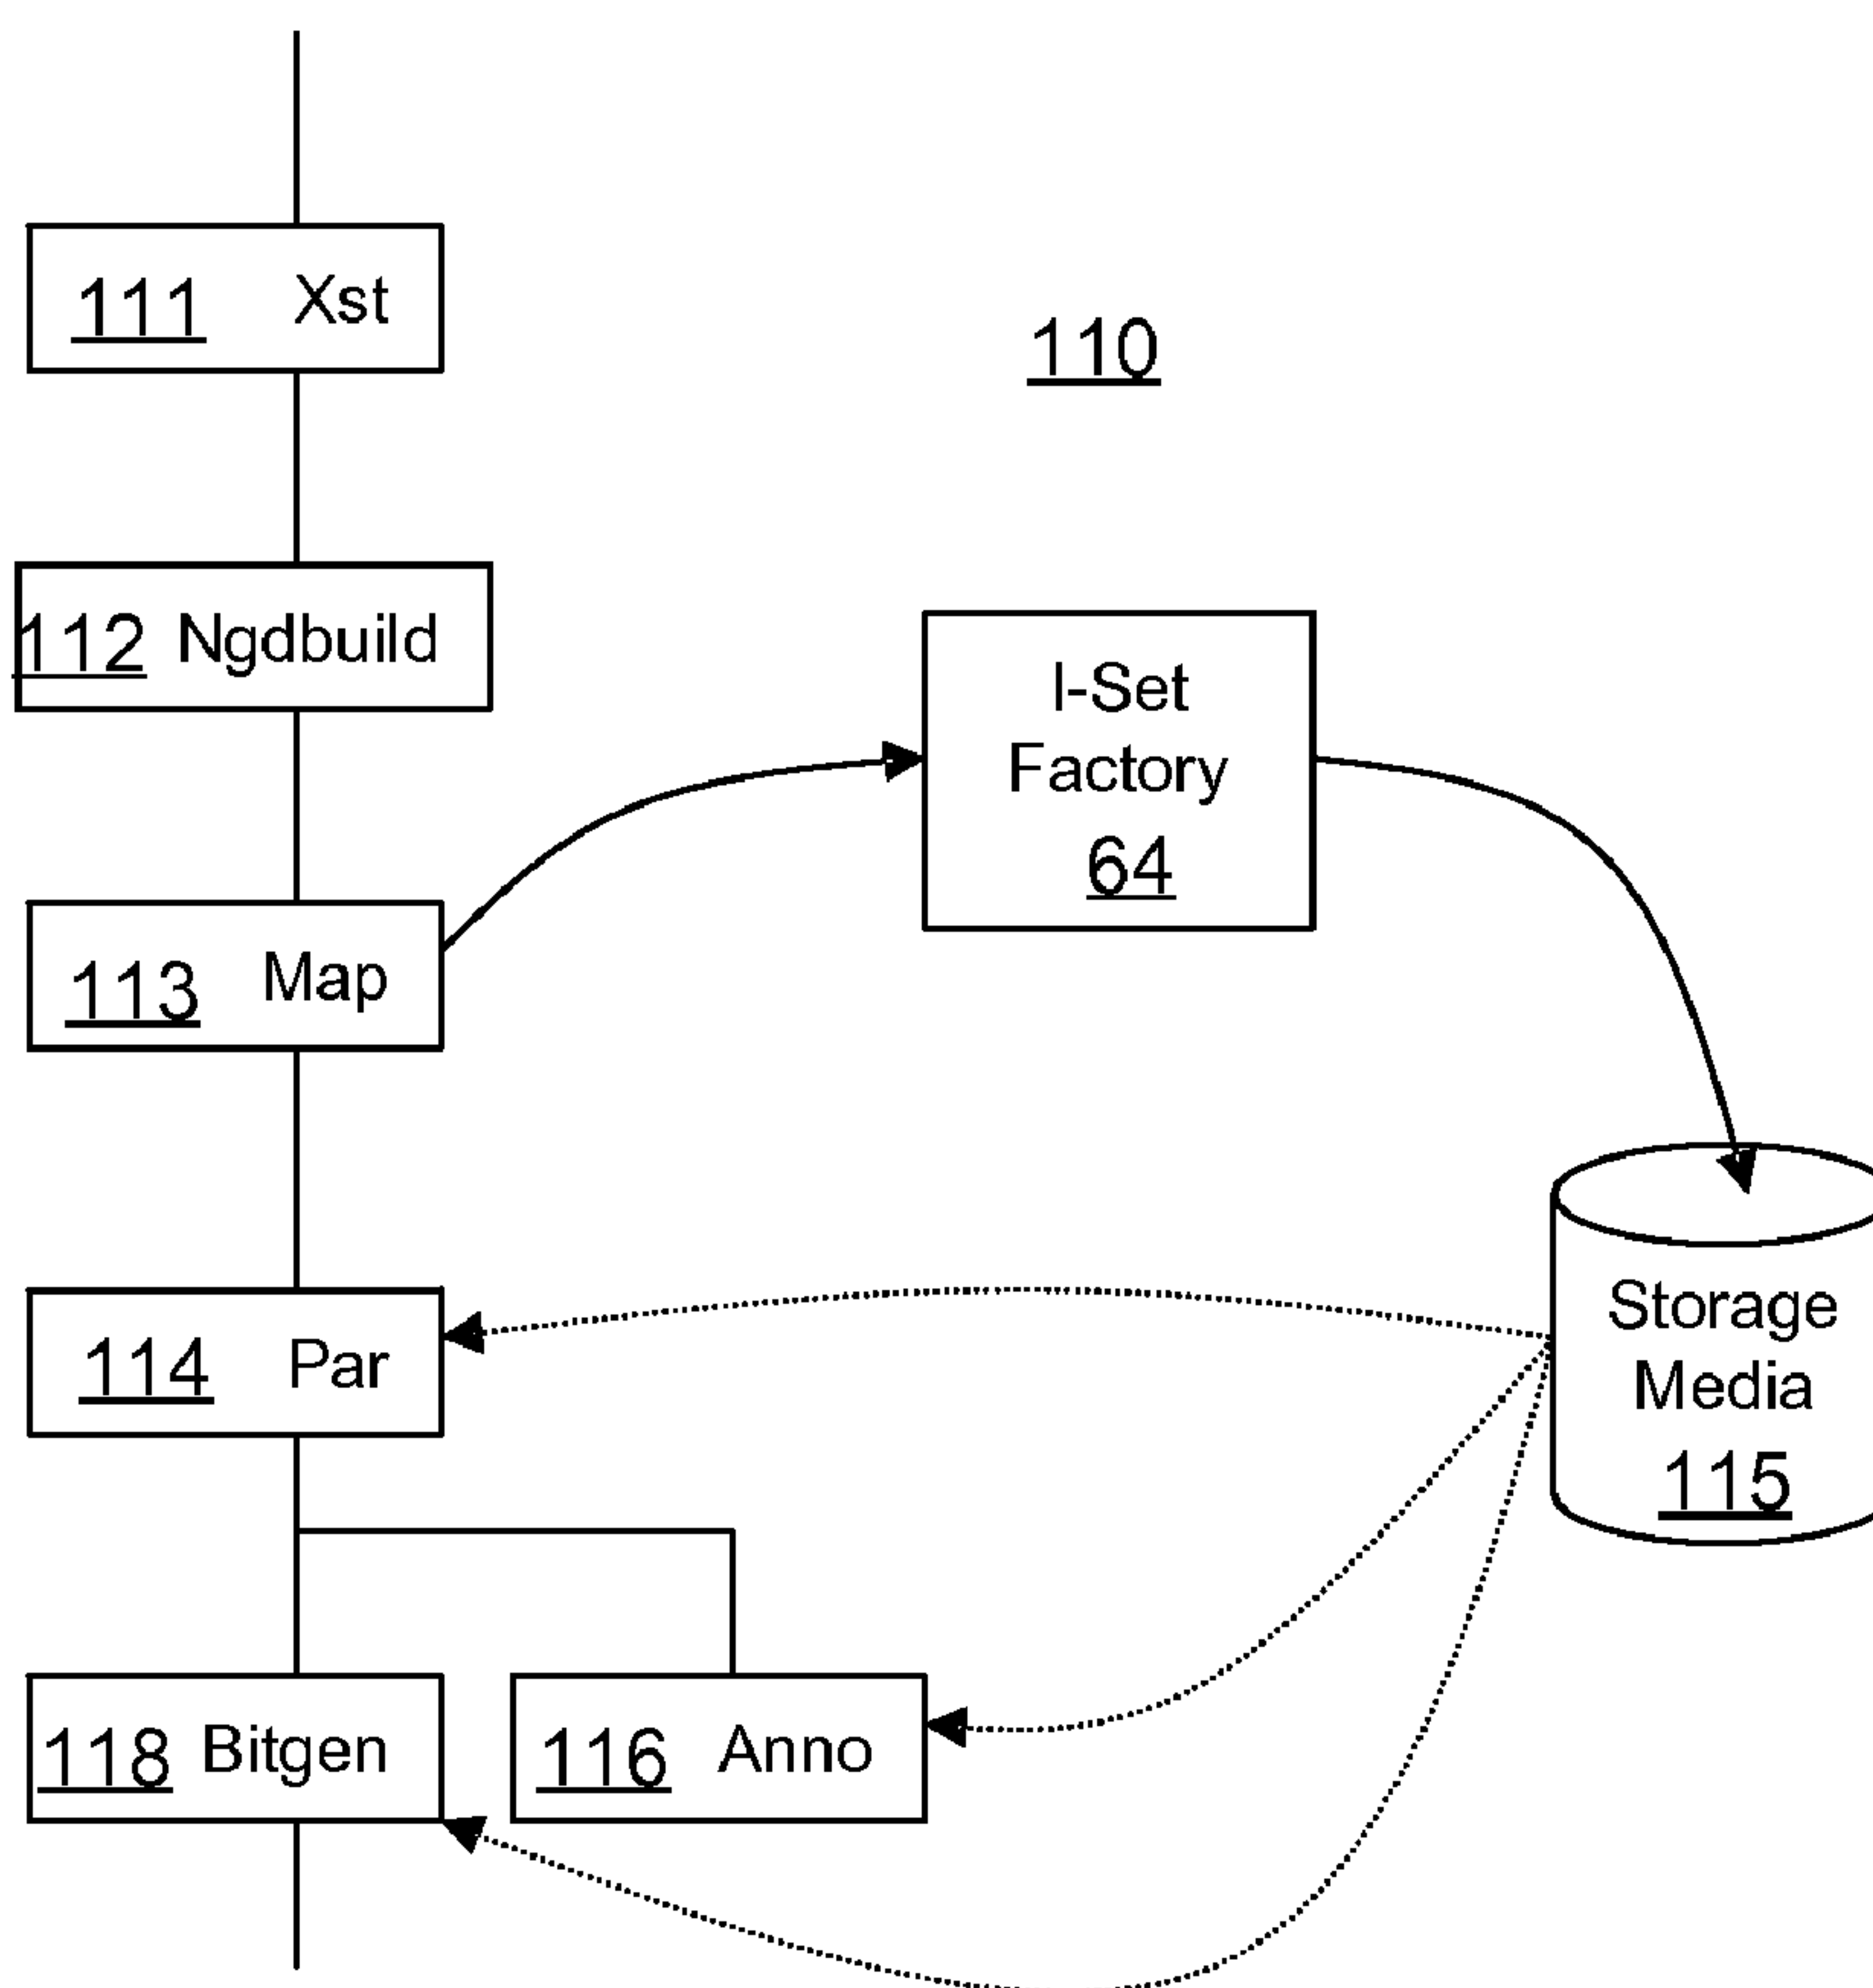 111 Xst
110
112 Ngdbuild
I-Set
Factory
64
113 Map
Storage
Media
115
114 Par
118 Bitgen
116 Anno